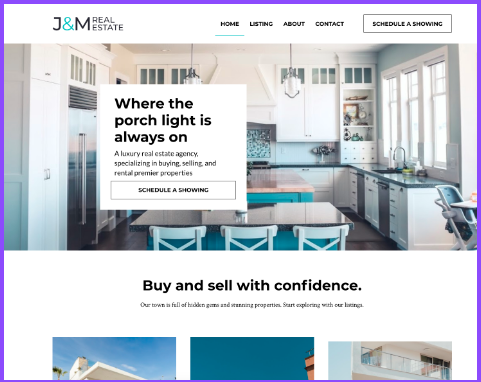 J&M REAL ESTATE
HOME LISTING ABOUT CONTACT SCHEDULE A SHOWING
Where the
porch light is
always on
A luxury real estate agency,
specializing in buying, selling, and
rental premier properties
SCHEDULE A SHOWING
Buy and sell with confidence.
Our town is full of hidden gems and stunning properties. Start exploring with our listings.